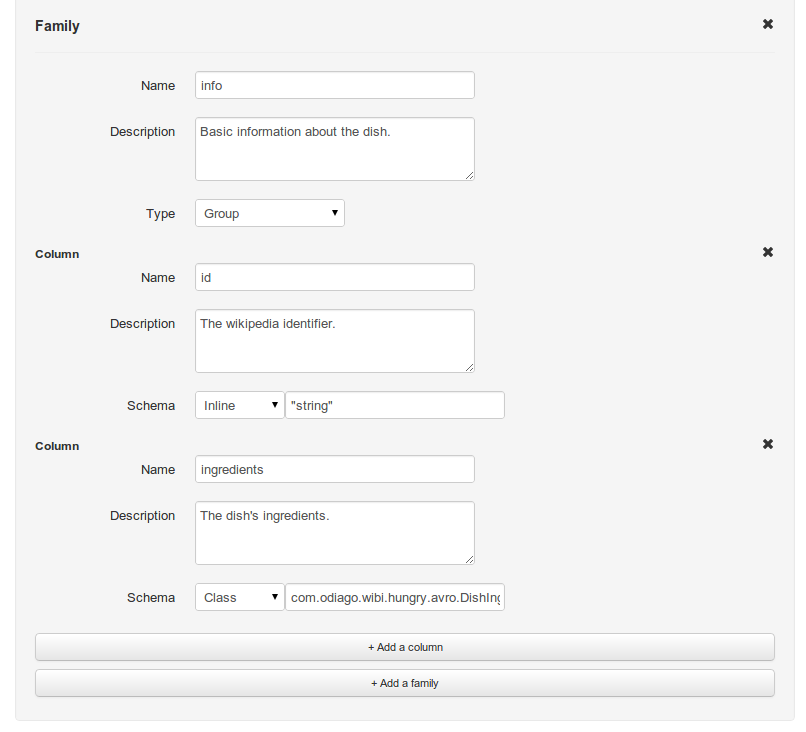 Family
Name info
Description Basic information about the dish.
Type Group
Column
Name id
Description The wikipedia identifier.
Schema Inline "string"
Column
Name ingredients
Description The dish's ingredients.
Schema Class com.odiago.wibi.hungry.avro.DishIng
+ Add a column
+ Add a family